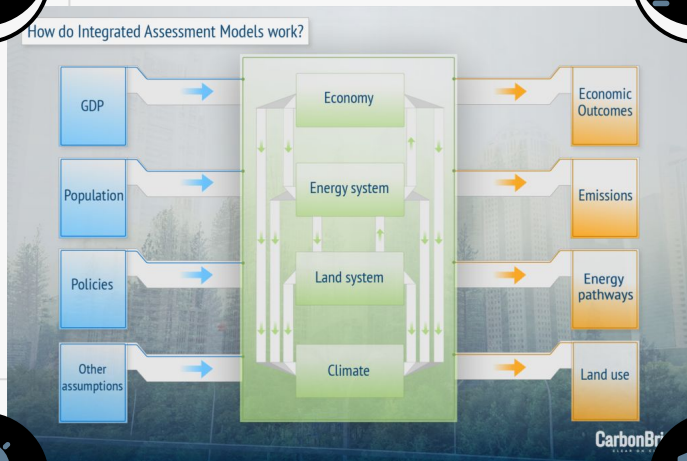 How do Integrated Assessment Models work?
GDP
Population
Policies
Other
assumptions
Economy
Energy system
Land system
Climate
Economic
Outcomes
Emissions
Energy
pathways
Land use
CarbonBri